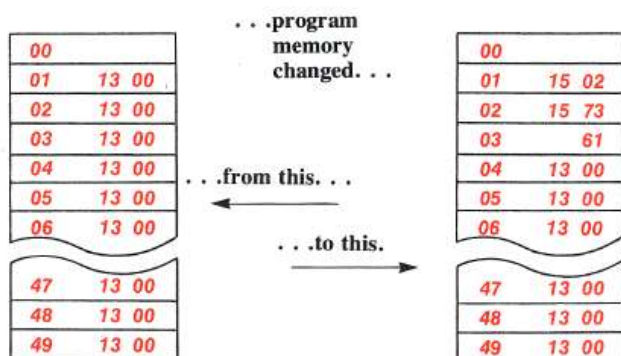 . . .program
memory
changed. . .
00
01 13 00
02 13 00
03 13 00
04 13 00
05 13 00
06 13 00
47 13 00
48 13 00
49 13 00
. . .from this. . .
. . .to this.
00
01 15 02
02 15 73
03 61
04 13 00
05 13 00
06 13 00
47 13 00
48 13 00
49 13 00